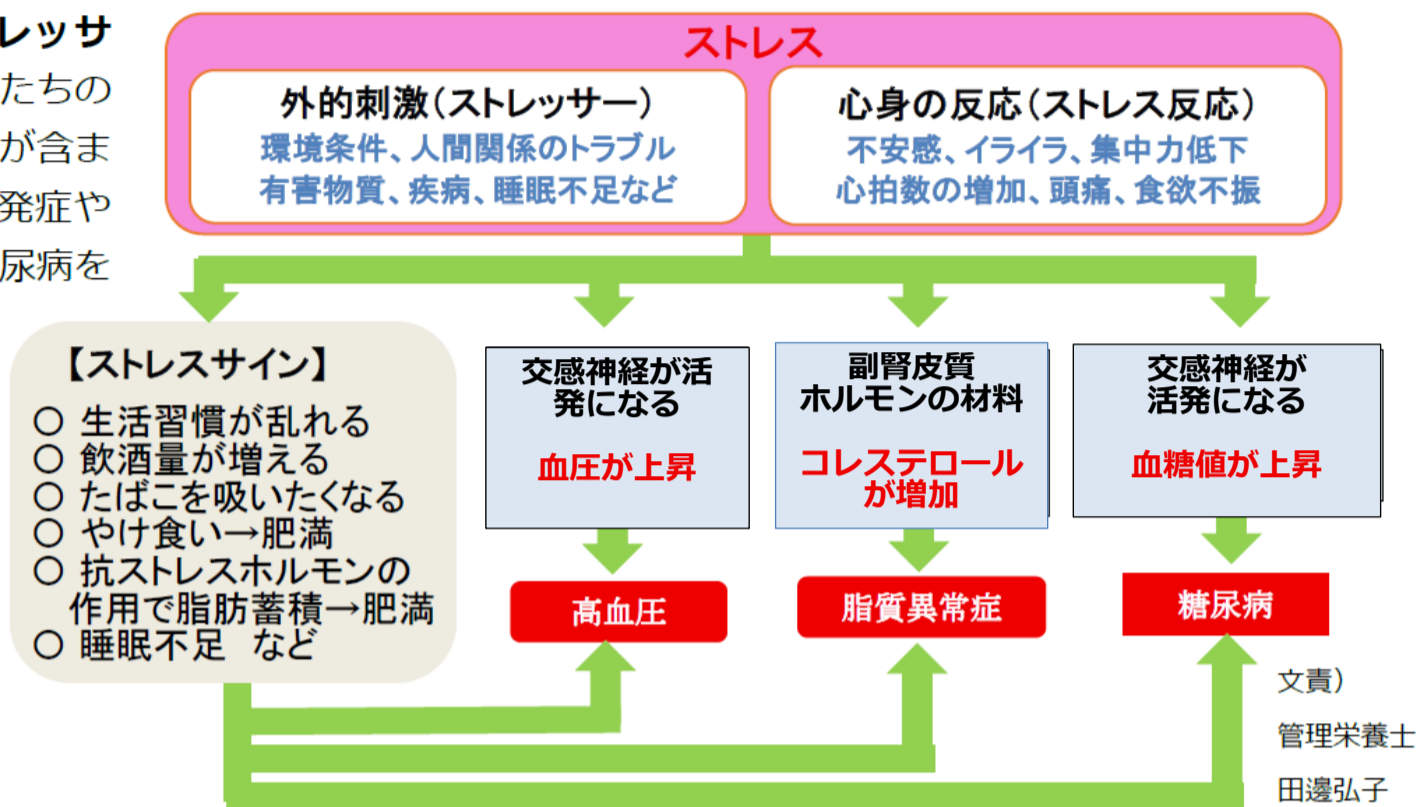 レッサ
たちの
が含ま
発症や
尿病を
ストレス
外的刺激(ストレッサー)
環境条件、人間関係のトラブル
有害物質、疾病、睡眠不足など
心身の反応(ストレス反応)
不安感、イライラ、集中力低下
心拍数の増加、頭痛、食欲不振
【ストレスサイン】
○ 生活習慣が乱れる
○ 飲酒量が増える
○ たばこを吸いたくなる
○ やけ食い→肥満
○ 抗ストレスホルモンの
作用で脂肪蓄積→肥満
○ 睡眠不足 など
交感神経が活
発になる
血圧が上昇
高血圧
副腎皮質
ホルモンの材料
コレステロール
が増加
脂質異常症
交感神経が
活発になる
血糖値が上昇
糖尿病
文責)
管理栄養士
田邊弘子